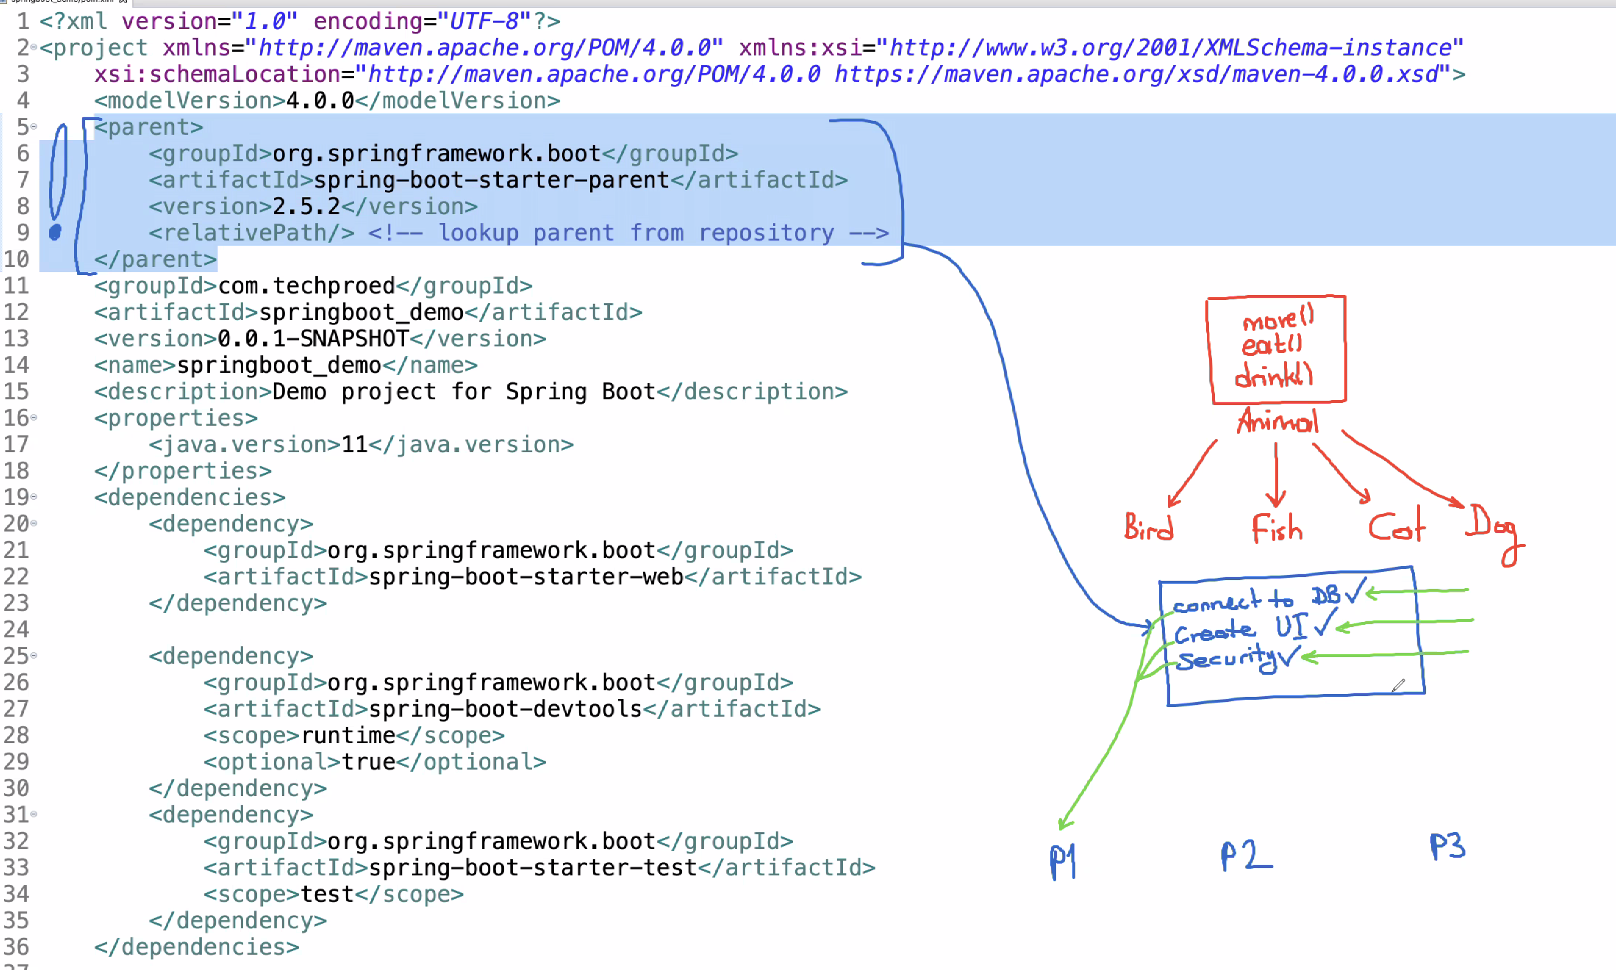 1 <?xml version="1.0" encoding="UTF-8"?>
2 <project xmlns="http://maven.apache.org/POM/4.0.0" xmlns:xsi="http://www.w3.org/2001/XMLSchema-instance"
3 xsi:schemaLocation="http://maven.apache.org/POM/4.0.0 https://maven.apache.org/xsd/maven-4.0.0.xsd">
4 <modelVersion>4.0.0</modelVersion>
5 <parent>
6 <groupId>org.springframework.boot</groupId>
7 <artifactId>spring-boot-starter-parent</artifactId>
8 <version>2.5.2</version>
9 <relativePath/> <!-- lookup parent from repository -->
10 </parent>
11 <groupId>com.techproed</groupId>
12 <artifactId>springboot_demo</artifactId>
13 <version>0.0.1-SNAPSHOT</version>
14 <name>springboot_demo</name>
15 <description>Demo project for Spring Boot</description>
16 <properties>
17 <java.version>11</java.version>
18 </properties>
19 <dependencies>
20 <dependency>
21 <groupId>org.springframework.boot</groupId>
22 <artifactId>spring-boot-starter-web</artifactId>
23 </dependency>
24
25 <dependency>
26 <groupId>org.springframework.boot</groupId>
27 <artifactId>spring-boot-devtools</artifactId>
28 <scope>runtime</scope>
29 <optional>true</optional>
30 </dependency>
31 <dependency>
32 <groupId>org.springframework.boot</groupId>
33 <artifactId>spring-boot-starter-test</artifactId>
34 <scope>test</scope>
35 </dependency>
36 </dependencies>
move()
eat()
drink()
Animal
Bird Fish Cat Dog
connect to DB✓
Create UI✓
Security✓
P1 P2 P3